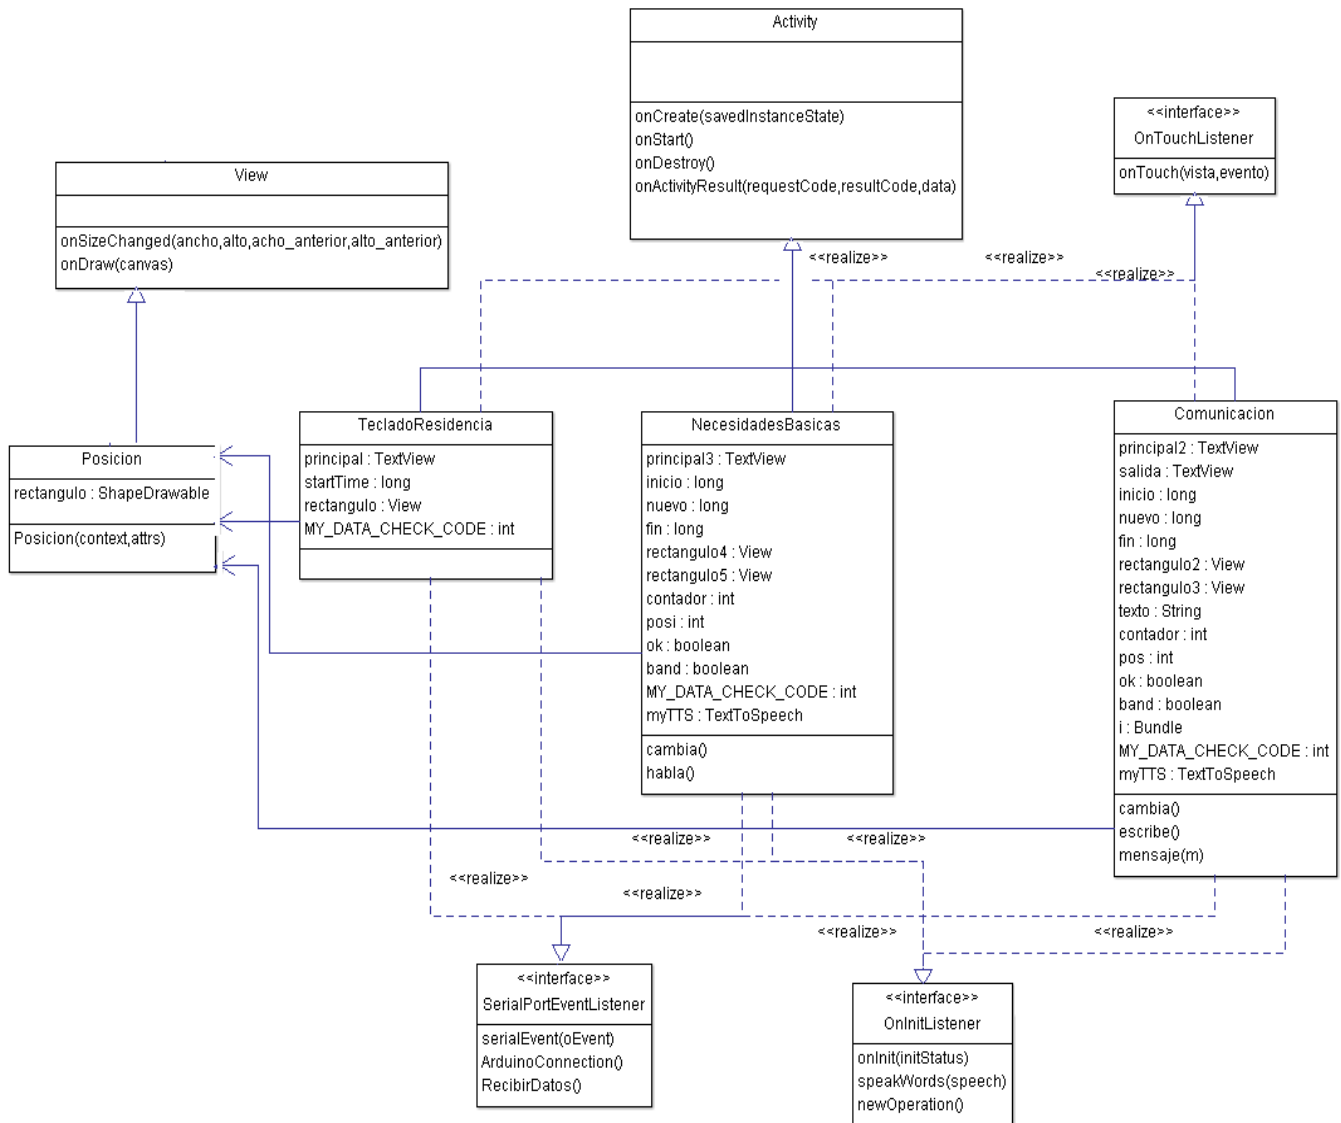 Activity
onCreate(savedInstanceState)
onStart()
onDestroy()
onActivityResult(requestCode,resultCode,data)
<<interface>>
OnTouchListener
onTouch(vista,evento)
View
onSizeChanged(ancho,alto,acho_anterior,alto_anterior)
onDraw(canvas)
<<realize>>
<<realize>>
<<realize>>
Posicion
rectangulo : ShapeDrawable
Posicion(context,attrs)
TecladoResidencia
principal : TextView
startTime : long
rectangulo : View
MY_DATA_CHECK_CODE : int
NecesidadesBasicas
principal3 : TextView
inicio : long
nuevo : long
fin : long
rectangulo4 : View
rectangulo5 : View
contador : int
posi : int
ok : boolean
band : boolean
MY_DATA_CHECK_CODE : int
myTTS : TextToSpeech
cambia()
habla()
Comunicacion
principal2 : TextView
salida : TextView
inicio : long
nuevo : long
fin : long
rectangulo2 : View
rectangulo3 : View
texto : String
contador : int
pos : int
ok : boolean
band : boolean
i : Bundle
MY_DATA_CHECK_CODE : int
myTTS : TextToSpeech
cambia()
escribe()
mensaje(m)
<<realize>>
<<realize>>
<<realize>>
<<realize>>
<<realize>>
<<realize>>
<<interface>>
SerialPortEventListener
serialEvent(oEvent)
ArduinoConnection()
RecibirDatos()
<<interface>>
OnInitListener
onInit(initStatus)
speakWords(speech)
newOperation()